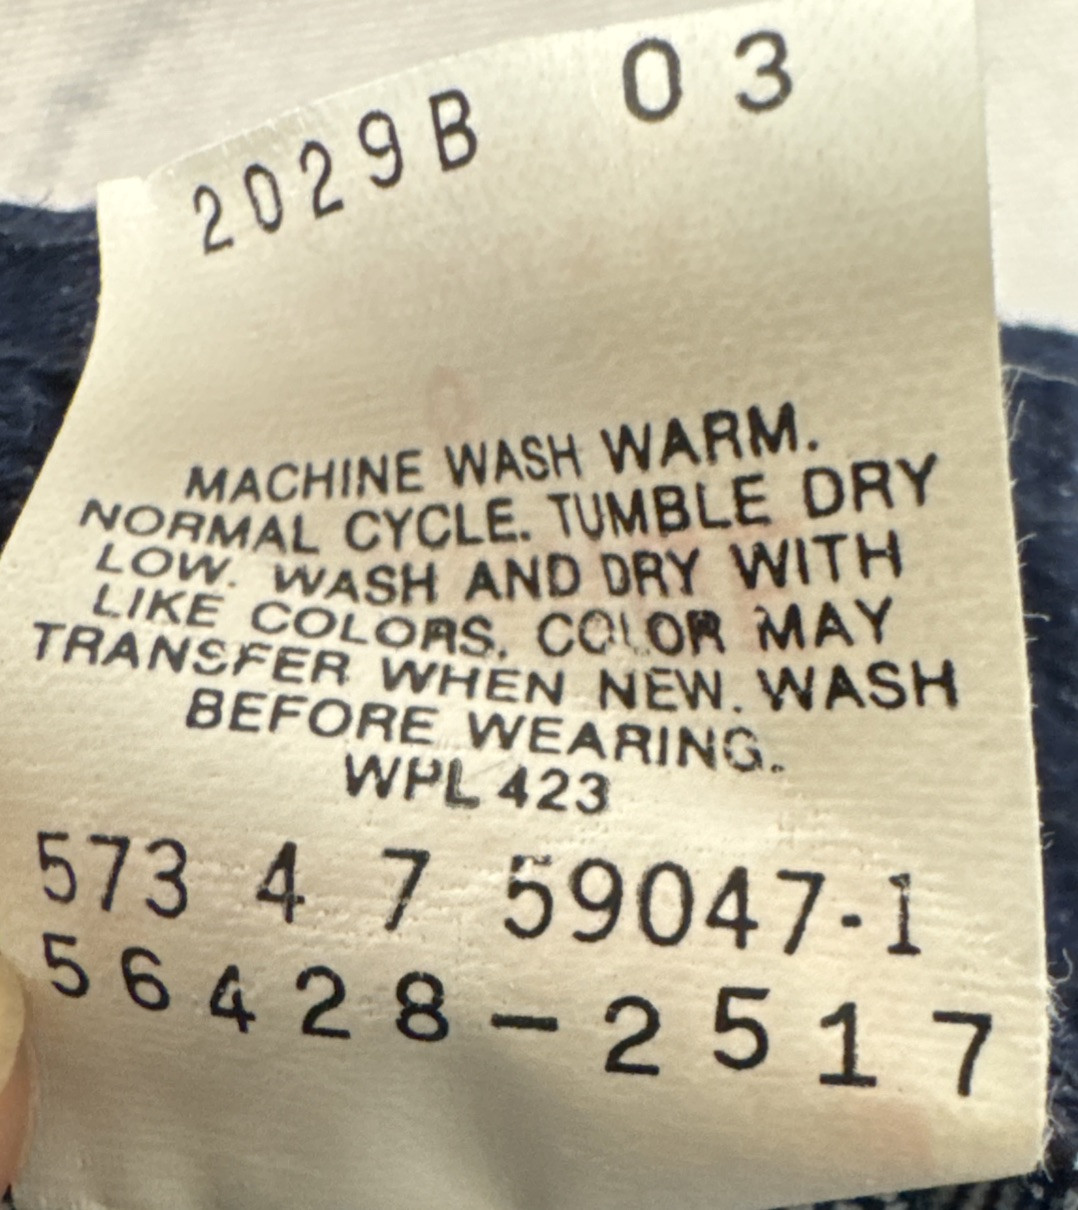 2029B 03
MACHINE WASH WARM.
NORMAL CYCLE. TUMBLE DRY
LOW. WASH AND DRY WITH
LIKE COLORS. COLOR MAY
TRANSFER WHEN NEW. WASH
BEFORE WEARING.
WPL 423
573 4 7 59047-1
56428-2517